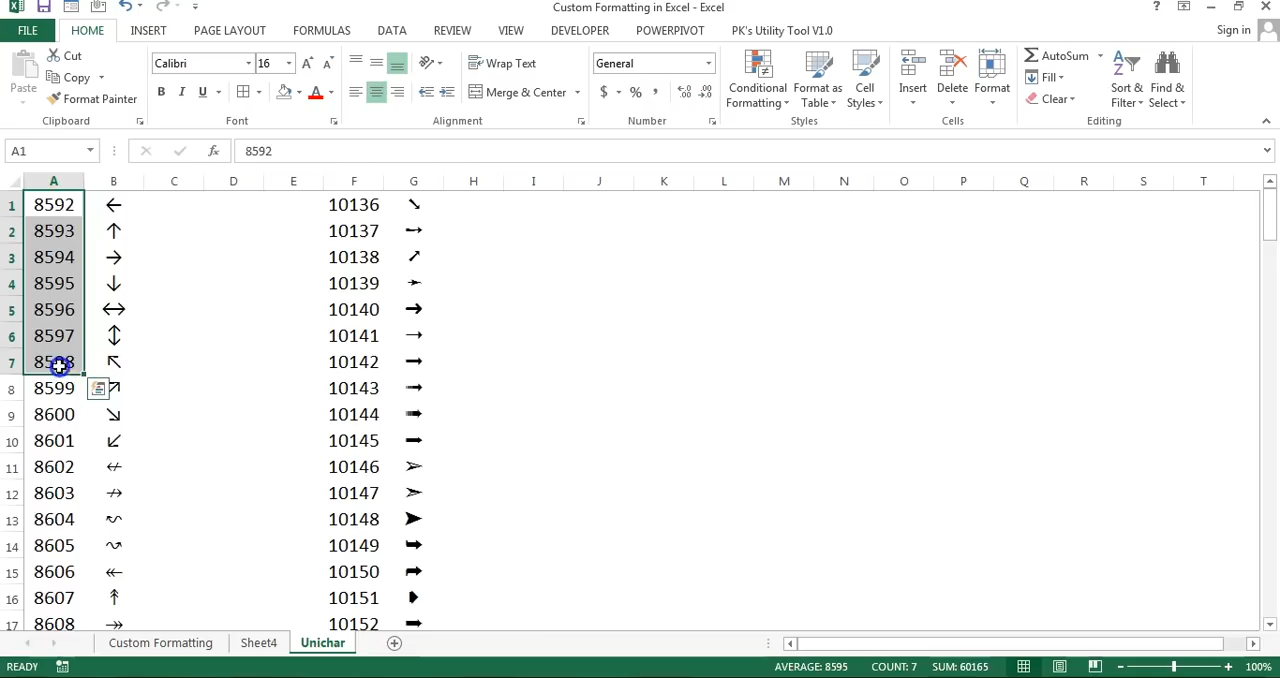 Custom Formatting in Excel - Excel
?
FILE HOME INSERT PAGE LAYOUT FORMULAS DATA REVIEW VIEW DEVELOPER POWERPIVOT PK's Utility Tool V1.0 Sign in
Cut
Copy
Format Painter
Paste
Clipboard
Calibri 16
B I U
Font
Wrap Text
Merge & Center
Alignment
General
$ % ,
Number
Conditional Formatting
Format as Table
Cell Styles
Styles
Insert Delete Format
Cells
AutoSum
Fill
Clear
Sort & Filter
Find & Select
Editing
A1 fx 8592
A B C D E F G H I J K L M N O P Q R S T
1 8592 ← 10136 ➘
2 8593 ↑ 10137 ➙
3 8594 → 10138 ➚
4 8595 ↓ 10139 ➛
5 8596 ↔ 10140 ➜
6 8597 ↕ 10141 ➝
7 8598 ↖ 10142 ➞
8 8599 ↗ 10143 ➟
9 8600 ↘ 10144 ➠
10 8601 ↙ 10145 ➡
11 8602 ↚ 10146 ➢
12 8603 ↛ 10147 ➣
13 8604 ↜ 10148 ➤
14 8605 ↝ 10149 ➥
15 8606 ↞ 10150 ➦
16 8607 ↟ 10151 ➧
17 8608 ↠ 10152 ➨
Custom Formatting Sheet4 Unichar
READY AVERAGE: 8595 COUNT: 7 SUM: 60165 100%